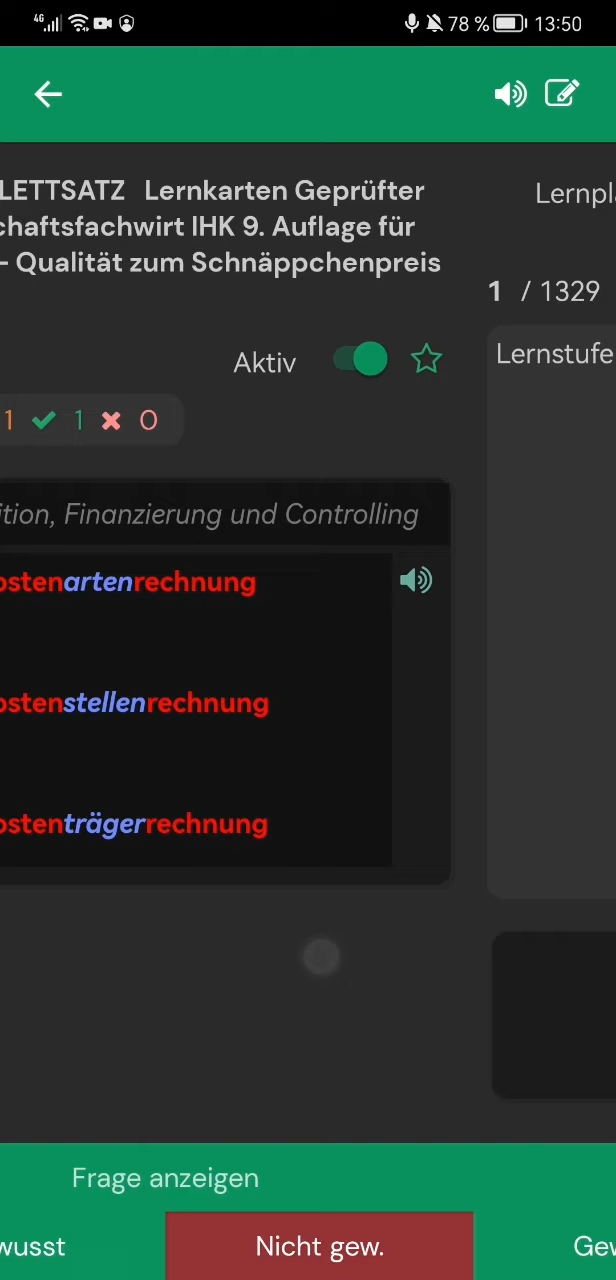 4G 78 % 13:50
LETTSATZ Lernkarten Geprüfter
chaftsfachwirt IHK 9. Auflage für
– Qualität zum Schnäppchenpreis
Lernpla
1 / 1329
Lernstufe
Aktiv
1 1 0
ition, Finanzierung und Controlling
ostenartenrechnung
ostenstellenrechnung
ostenträgerrechnung
Frage anzeigen
wusst Nicht gew. Gew